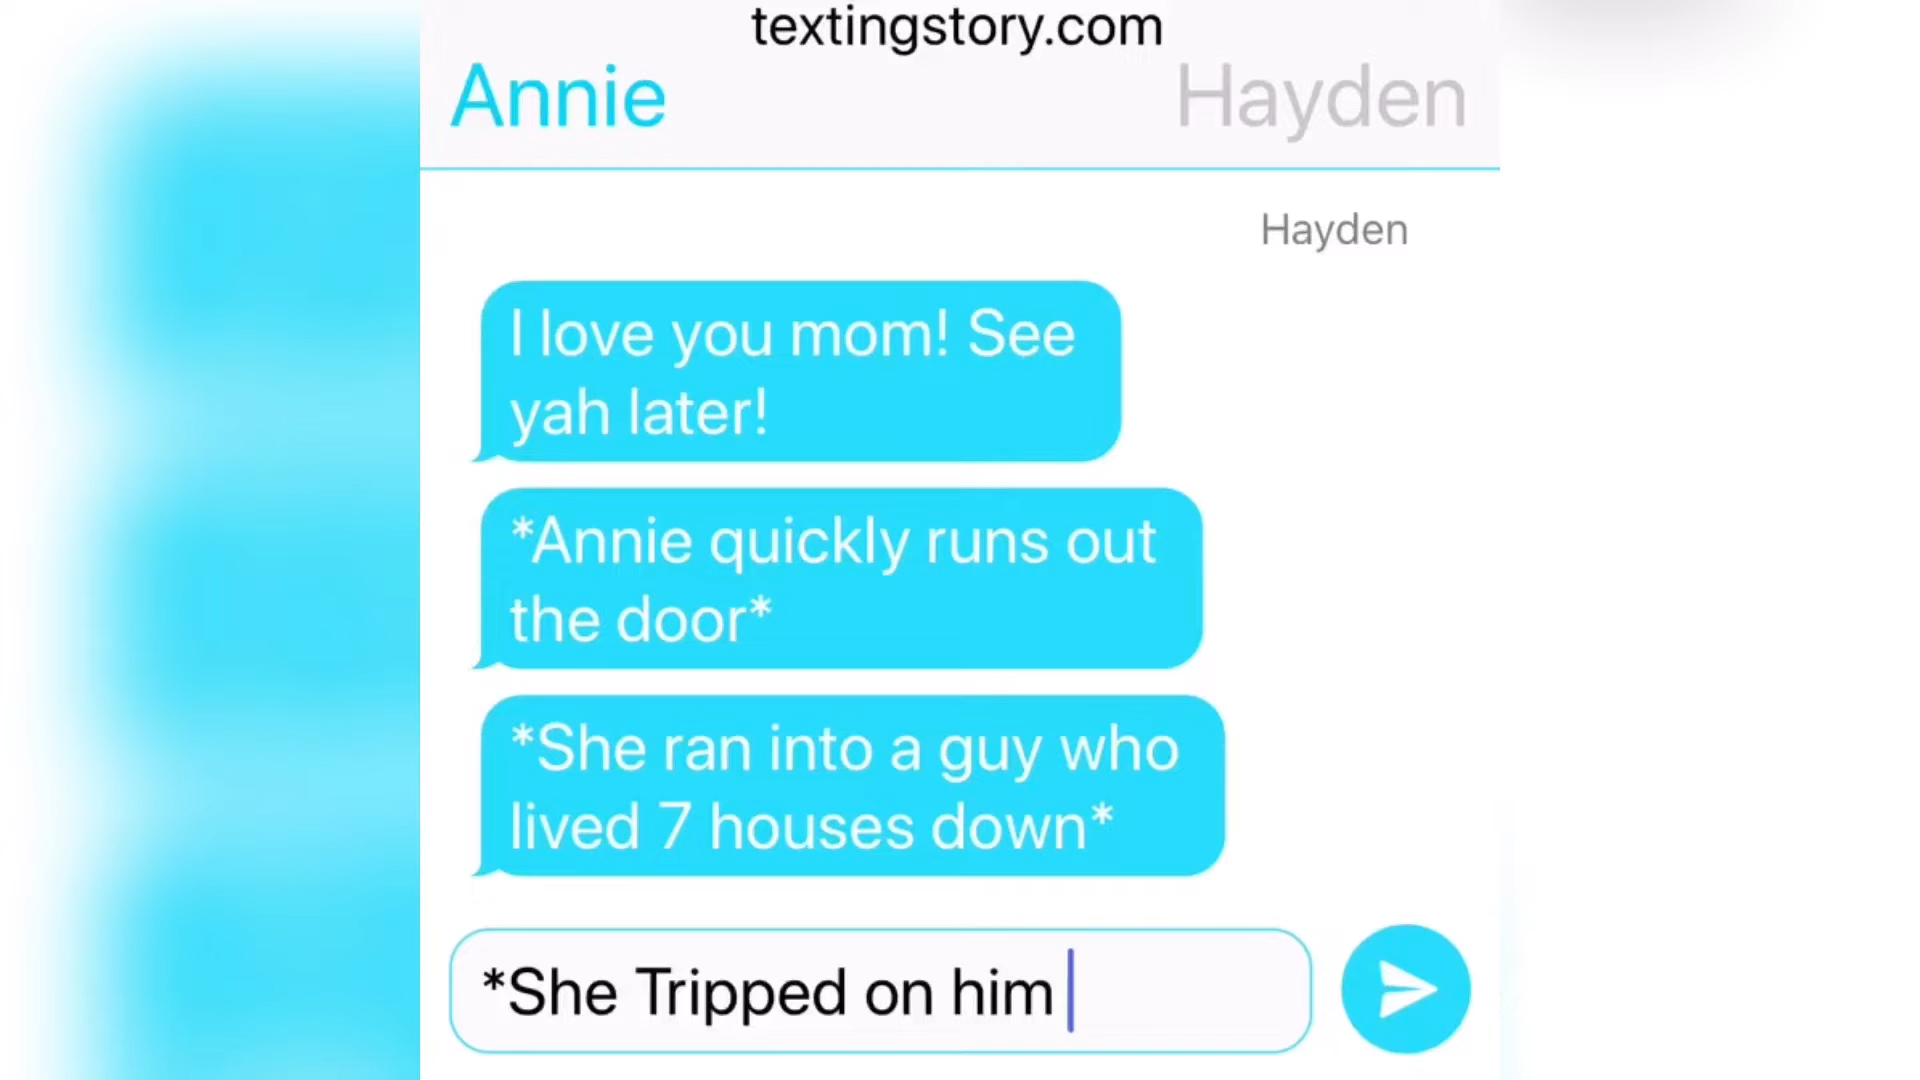 textingstory.com
Annie
Hayden
Hayden
I love you mom! See
yah later!
*Annie quickly runs out
the door*
*She ran into a guy who
lived 7 houses down*
*She Tripped on him